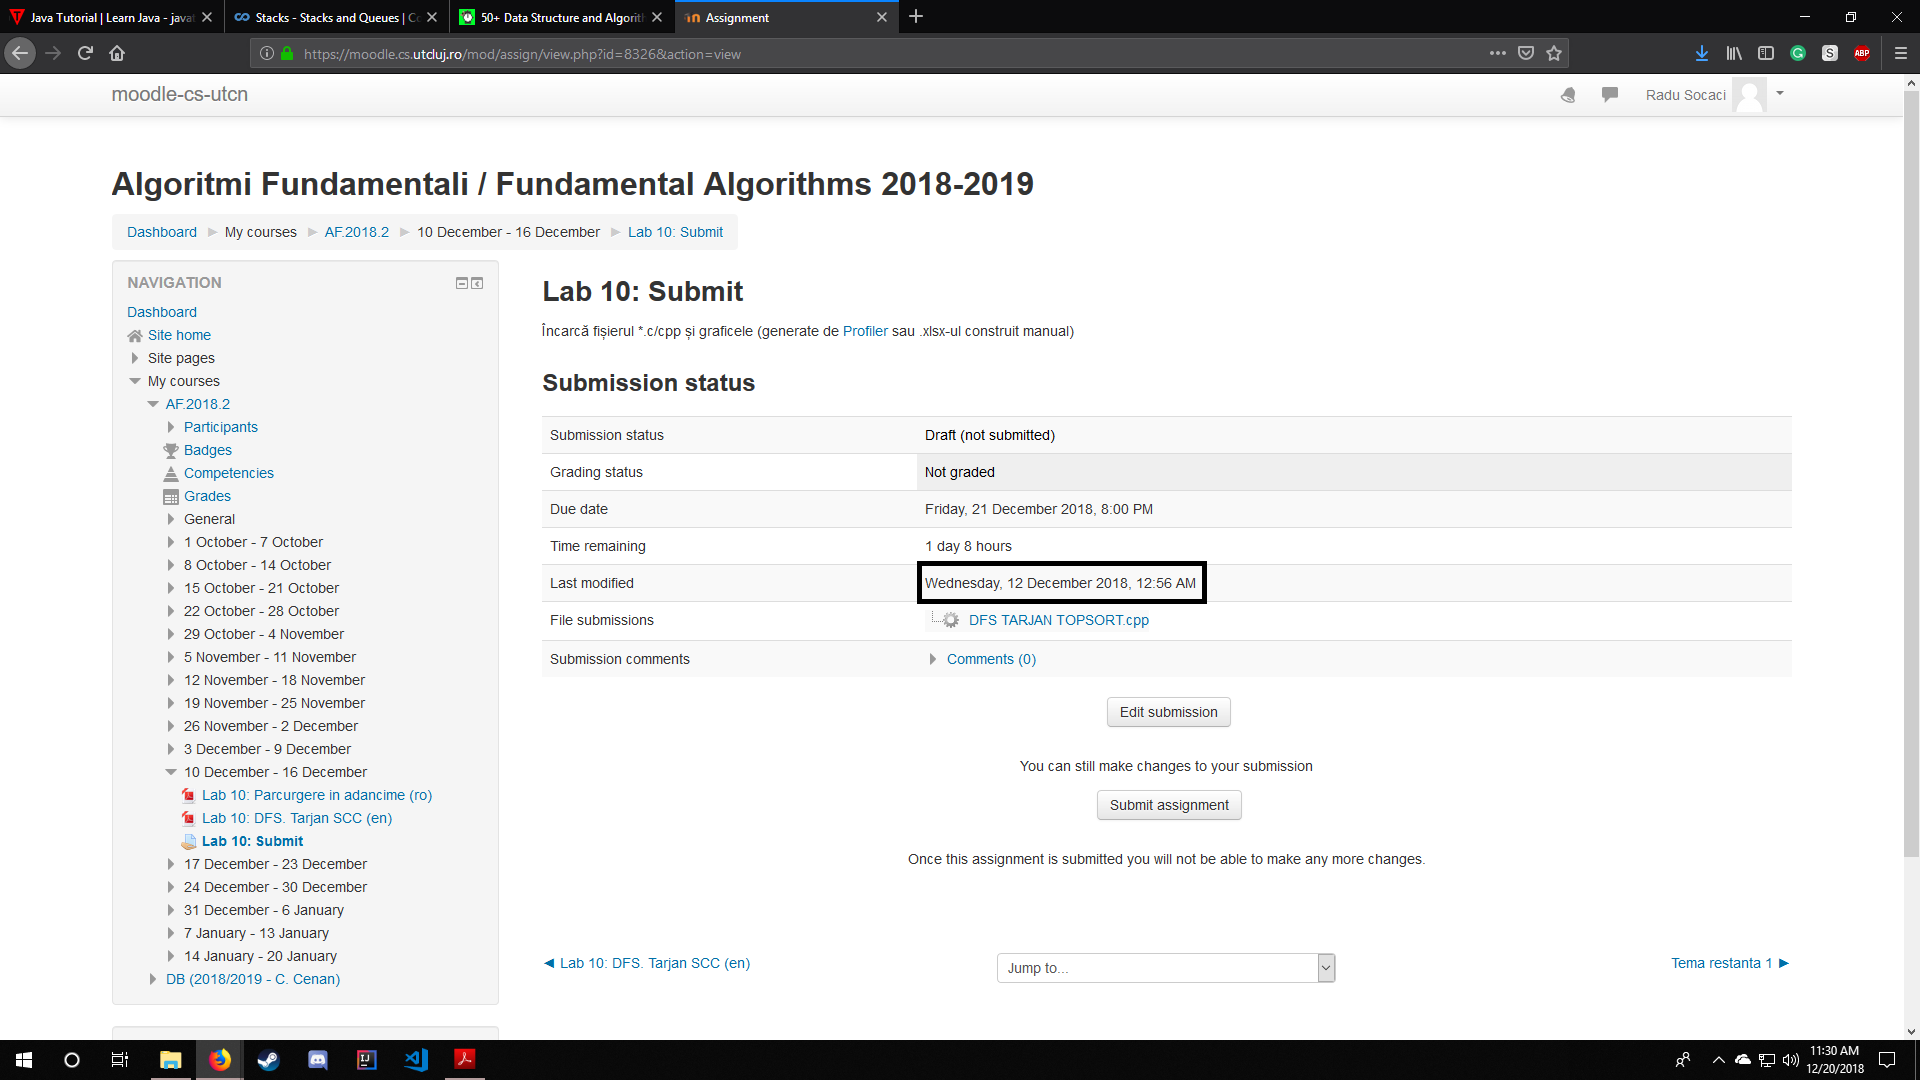 Java Tutorial | Learn Java - javat
Stacks - Stacks and Queues | Co
50+ Data Structure and Algorith
Assignment
https://moodle.cs.utcluj.ro/mod/assign/view.php?id=8326&action=view
moodle-cs-utcn
Radu Socaci
Algoritmi Fundamentali / Fundamental Algorithms 2018-2019
Dashboard ► My courses ► AF.2018.2 ► 10 December - 16 December ► Lab 10: Submit
NAVIGATION
Dashboard
Site home
Site pages
My courses
AF.2018.2
Participants
Badges
Competencies
Grades
General
1 October - 7 October
8 October - 14 October
15 October - 21 October
22 October - 28 October
29 October - 4 November
5 November - 11 November
12 November - 18 November
19 November - 25 November
26 November - 2 December
3 December - 9 December
10 December - 16 December
Lab 10: Parcurgere in adancime (ro)
Lab 10: DFS. Tarjan SCC (en)
Lab 10: Submit
17 December - 23 December
24 December - 30 December
31 December - 6 January
7 January - 13 January
14 January - 20 January
DB (2018/2019 - C. Cenan)
Lab 10: Submit
Încarcă fișierul *.c/cpp și graficele (generate de Profiler sau .xlsx-ul construit manual)
Submission status
Submission status Draft (not submitted)
Grading status Not graded
Due date Friday, 21 December 2018, 8:00 PM
Time remaining 1 day 8 hours
Last modified Wednesday, 12 December 2018, 12:56 AM
File submissions DFS TARJAN TOPSORT.cpp
Submission comments Comments (0)
Edit submission
You can still make changes to your submission
Submit assignment
Once this assignment is submitted you will not be able to make any more changes.
◄ Lab 10: DFS. Tarjan SCC (en)
Jump to...
Tema restanta 1 ►
11:30 AM
12/20/2018
ABP
S
IJ